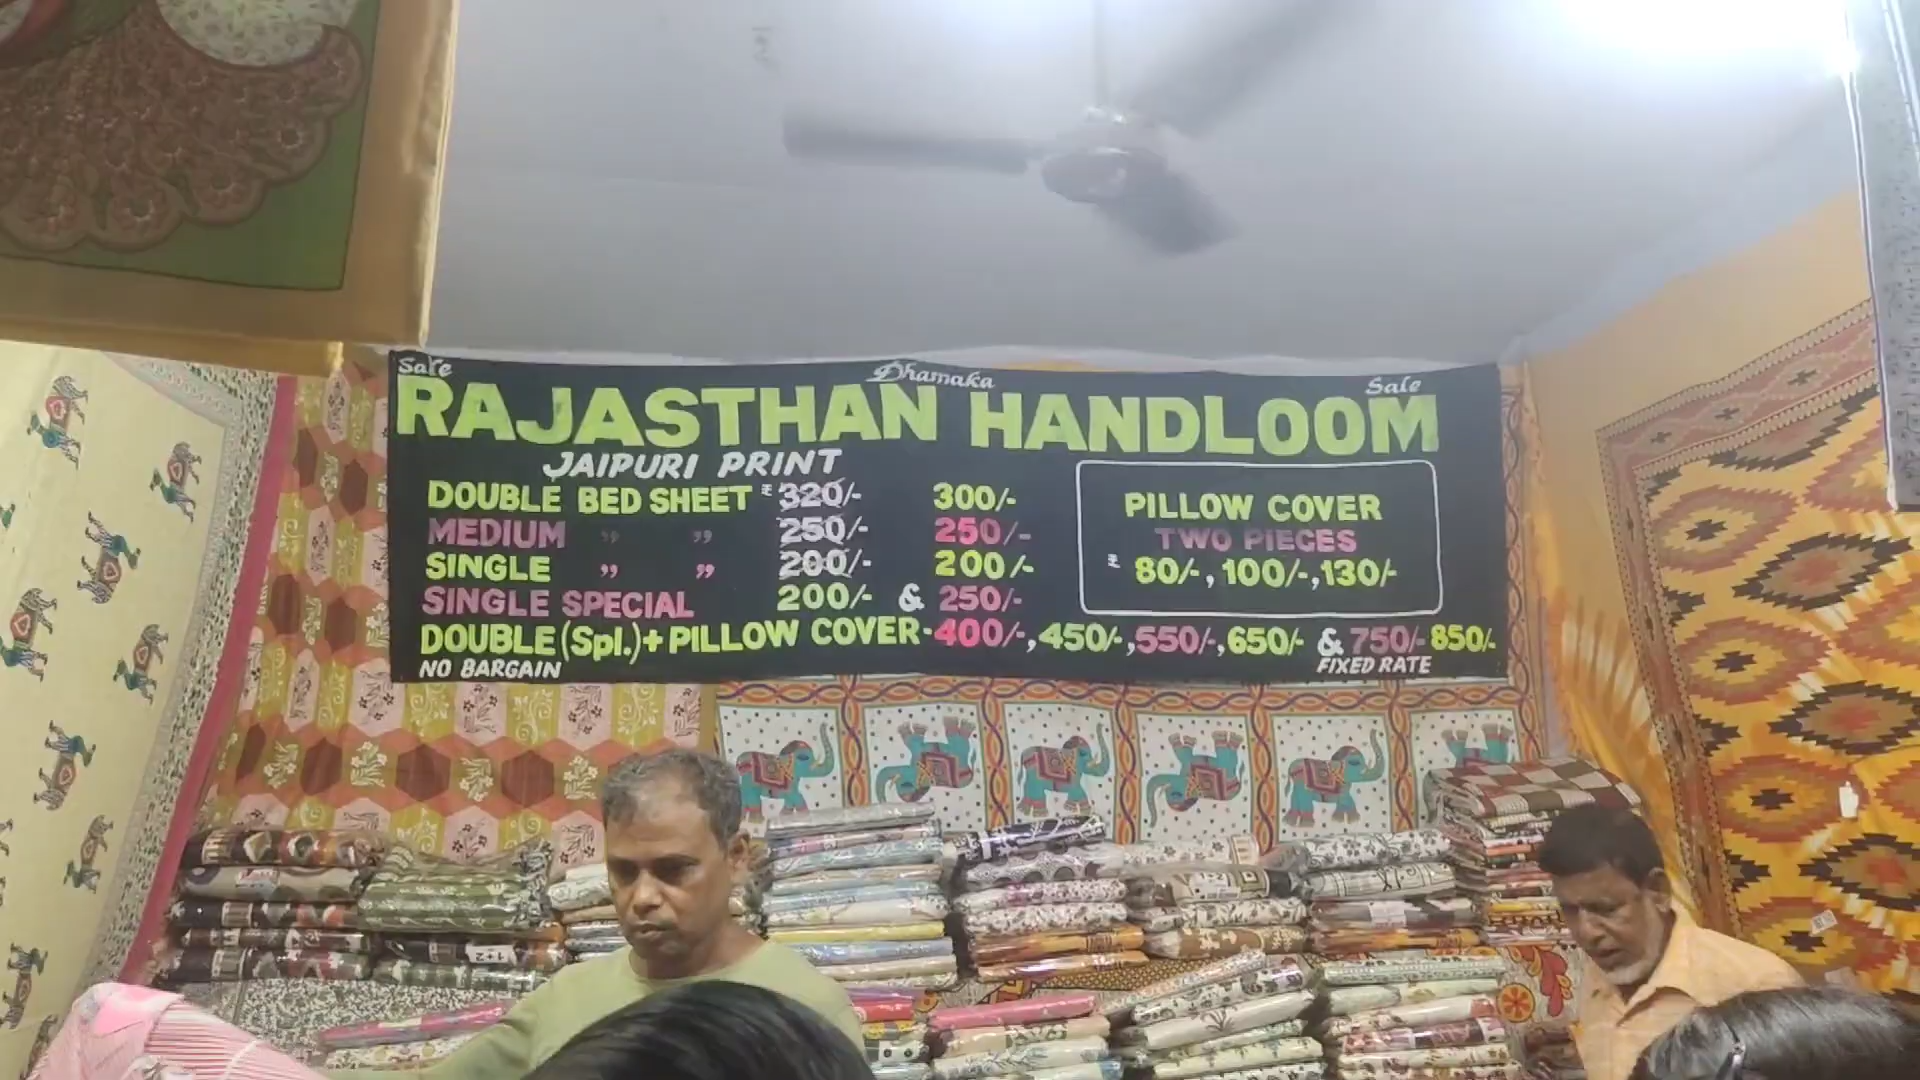 Sale Dhamaka Sale
RAJASTHAN HANDLOOM
JAIPURI PRINT
DOUBLE BED SHEET ₹ 320/- 300/-
MEDIUM " " 250/- 250/-
SINGLE " " 200/- 200/-
SINGLE SPECIAL 200/- & 250/-
DOUBLE (Spl.) + PILLOW COVER - 400/-, 450/-, 550/-, 650/- & 750/- 850/-
NO BARGAIN FIXED RATE
PILLOW COVER
TWO PIECES
₹ 80/-, 100/-, 130/-
1+2